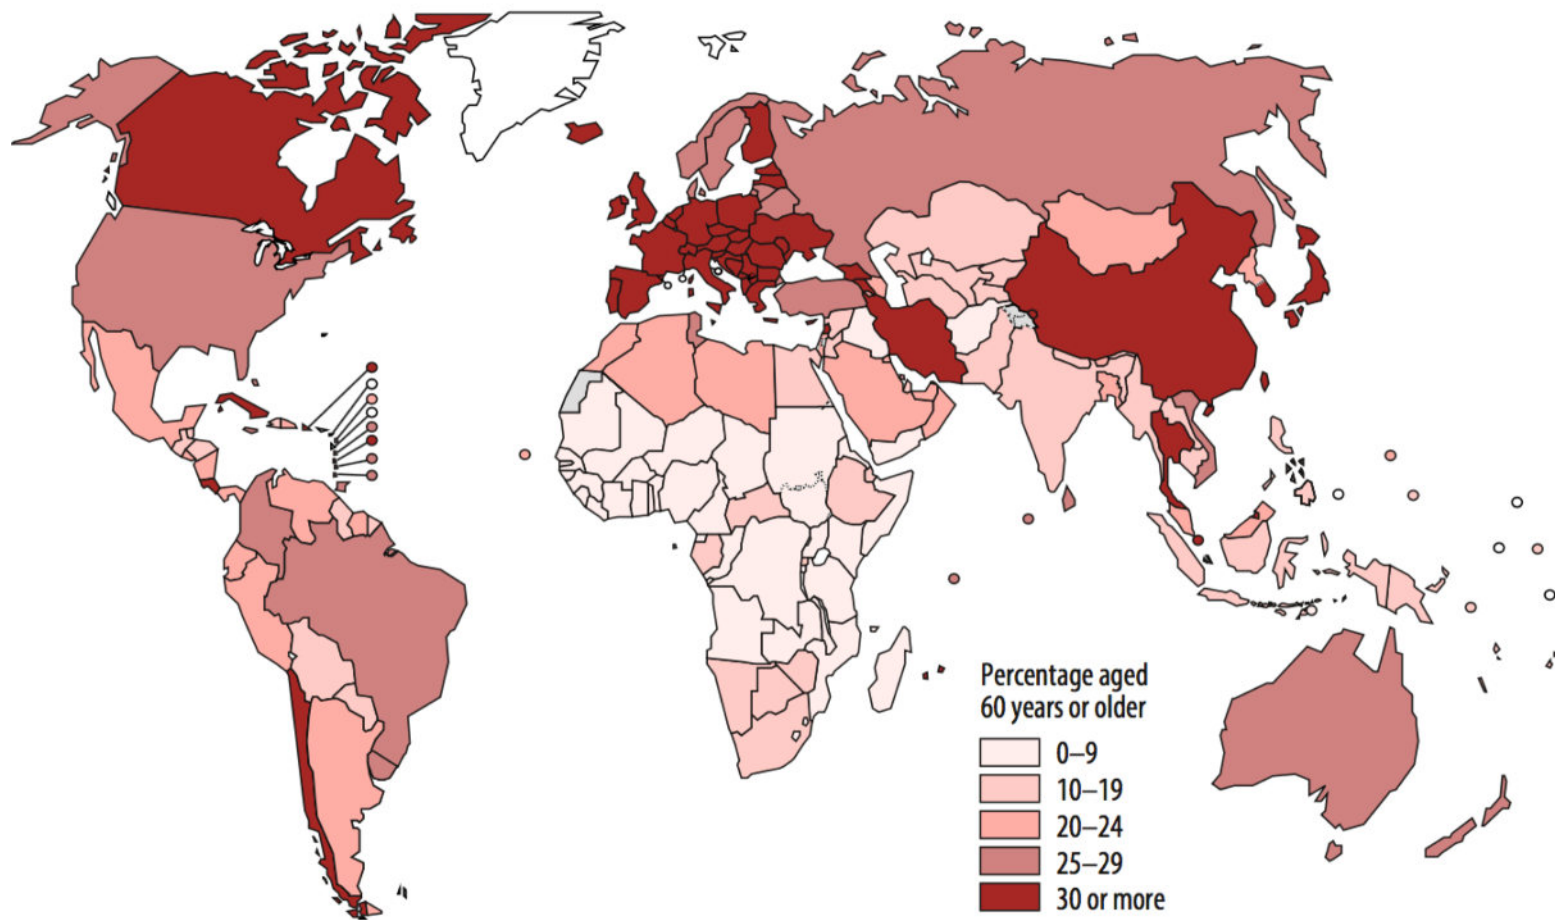 Percentage aged
60 years or older
0–9
10–19
20–24
25–29
30 or more